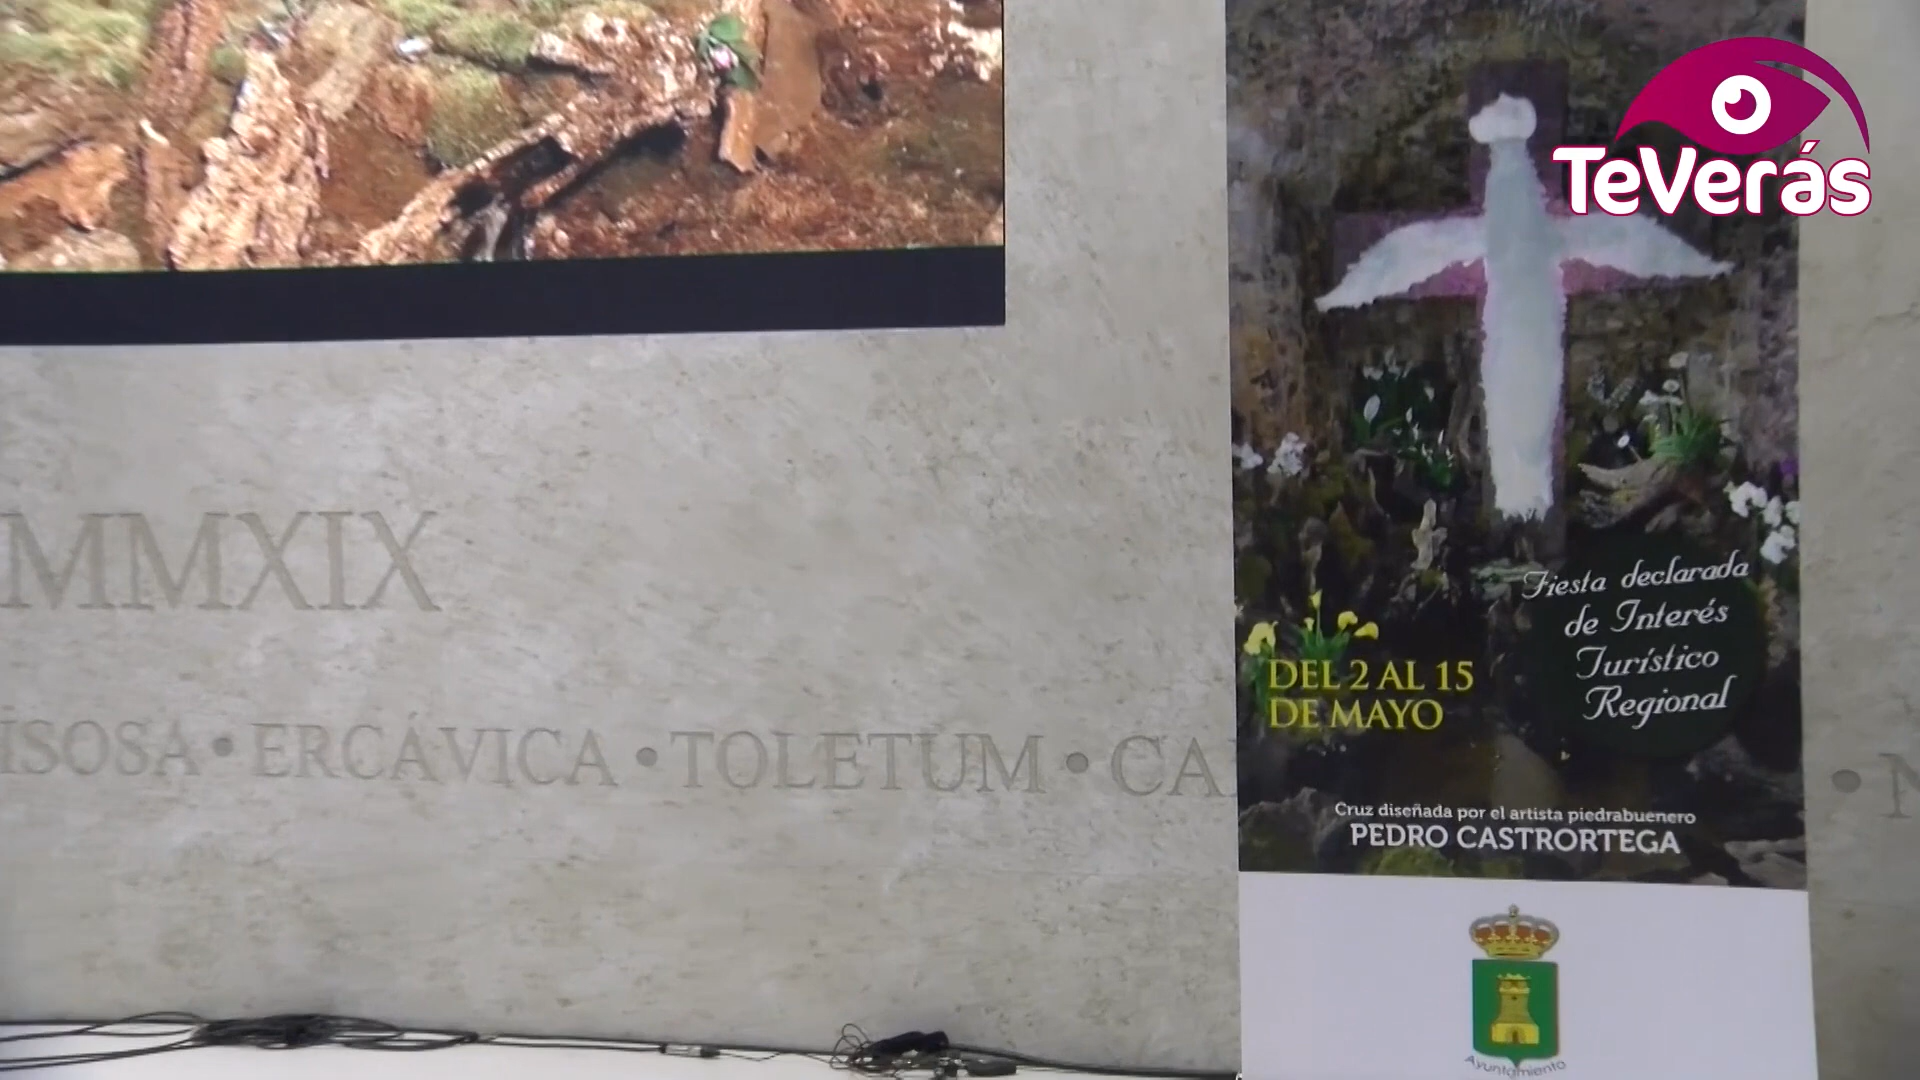 TeVerás
MMXIX
ISOSA • ERCÁVICA • TOLETUM • CA
Fiesta declarada
de Interés
Turístico
Regional
DEL 2 AL 15
DE MAYO
Cruz diseñada por el artista piedrabuenero
PEDRO CASTRORTEGA
Ayuntamiento